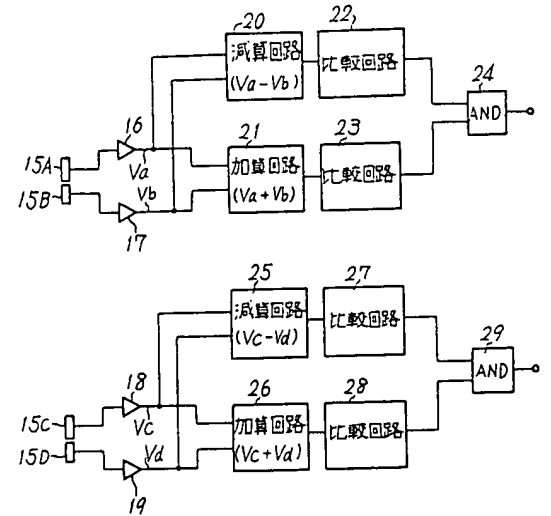 20
減算回路
(Va-Vb)
22
比較回路
24
AND
16
15A
Va
21
加算回路
(Va+Vb)
23
比較回路
15B
Vb
17
25
減算回路
(Vc-Vd)
27
比較回路
29
AND
18
15C
Vc
26
加算回路
(Vc+Vd)
28
比較回路
15D
Vd
19